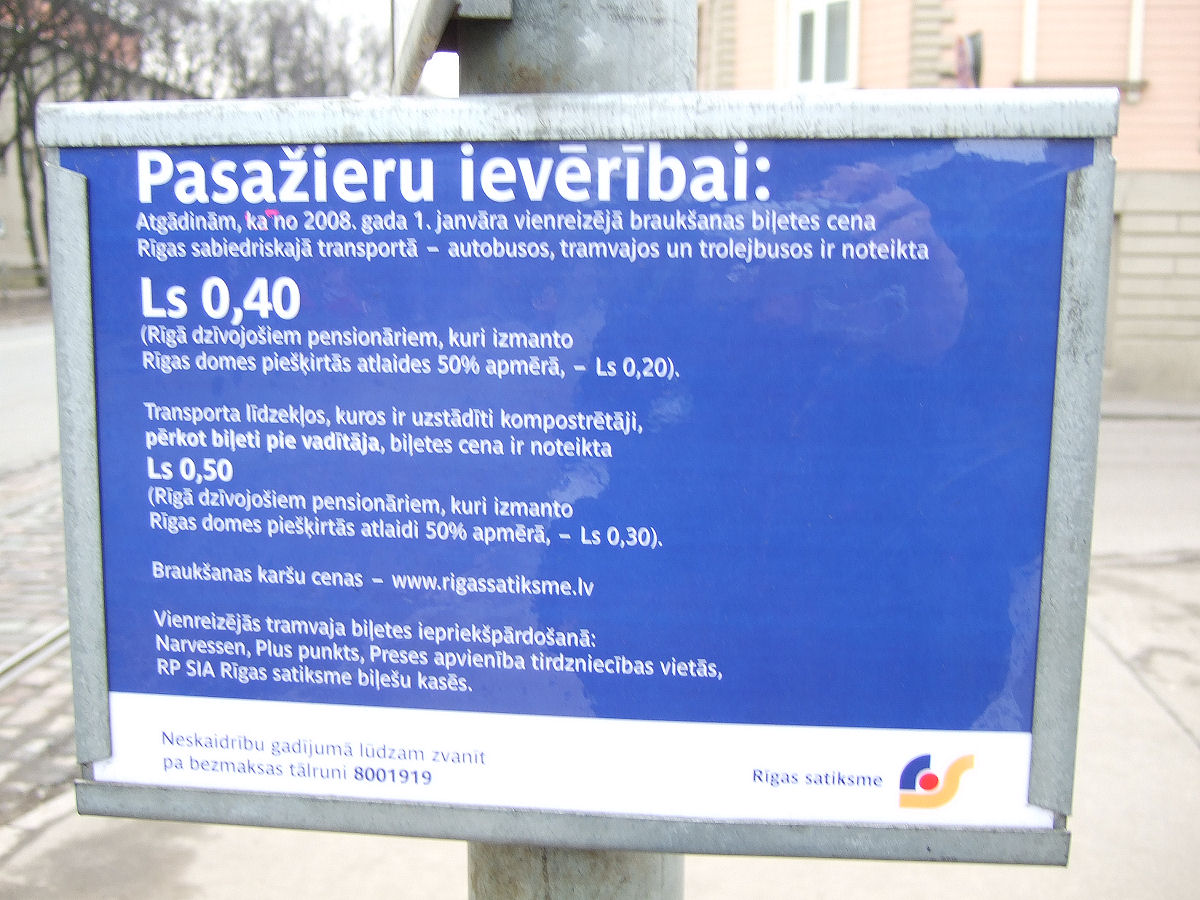 Pasažieru ievērībai:
Atgādinām, ka no 2008. gada 1. janvāra vienreizējā braukšanas biļetes cena
Rīgas sabiedriskajā transportā – autobusos, tramvajos un trolejbusos ir noteikta
Ls 0,40
(Rīgā dzīvojošiem pensionāriem, kuri izmanto
Rīgas domes piešķirtās atlaides 50% apmērā, – Ls 0,20).
Transporta līdzekļos, kuros ir uzstādīti kompostrētāji,
pērkot biļeti pie vadītāja, biļetes cena ir noteikta
Ls 0,50
(Rīgā dzīvojošiem pensionāriem, kuri izmanto
Rīgas domes piešķirtās atlaidi 50% apmērā, – Ls 0,30).
Braukšanas karšu cenas – www.rigassatiksme.lv
Vienreizējās tramvaja biļetes iepriekšpārdošanā:
Narvessen, Plus punkts, Preses apvienība tirdzniecības vietās,
RP SIA Rīgas satiksme biļešu kasēs.
Neskaidrību gadījumā lūdzam zvanīt
pa bezmaksas tālruni 8001919
Rīgas satiksme